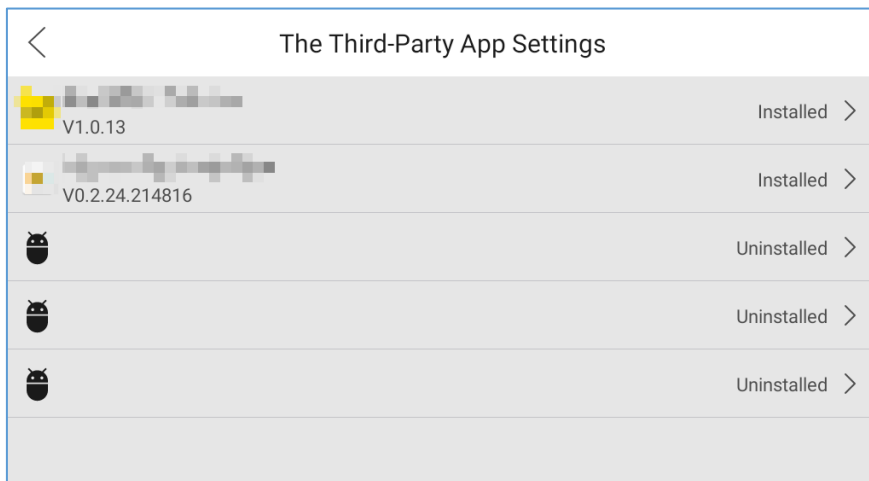 The Third-Party App Settings
V1.0.13
Installed
V0.2.24.214816
Installed
Uninstalled
Uninstalled
Uninstalled